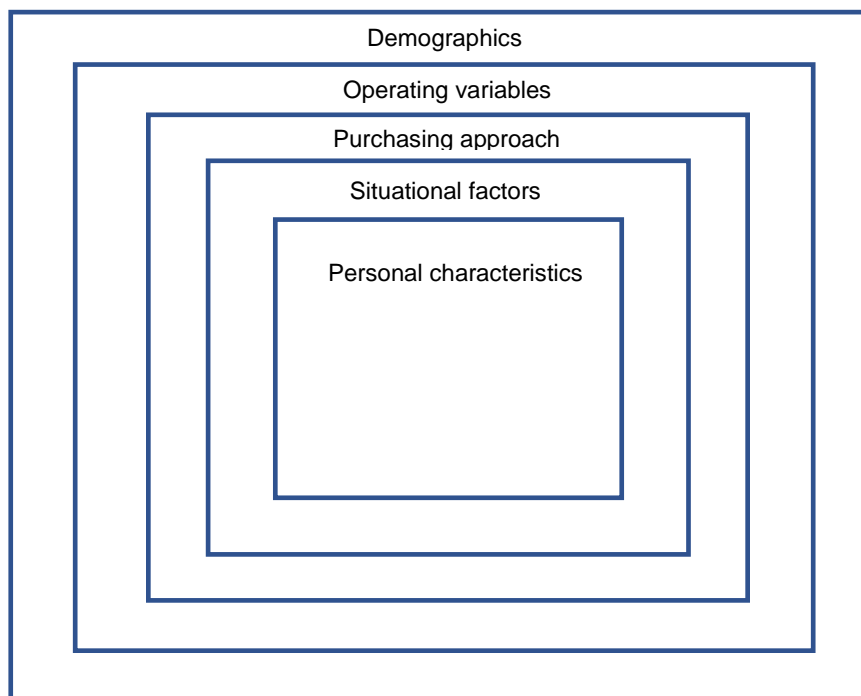 Demographics
Operating variables
Purchasing approach
Situational factors
Personal characteristics